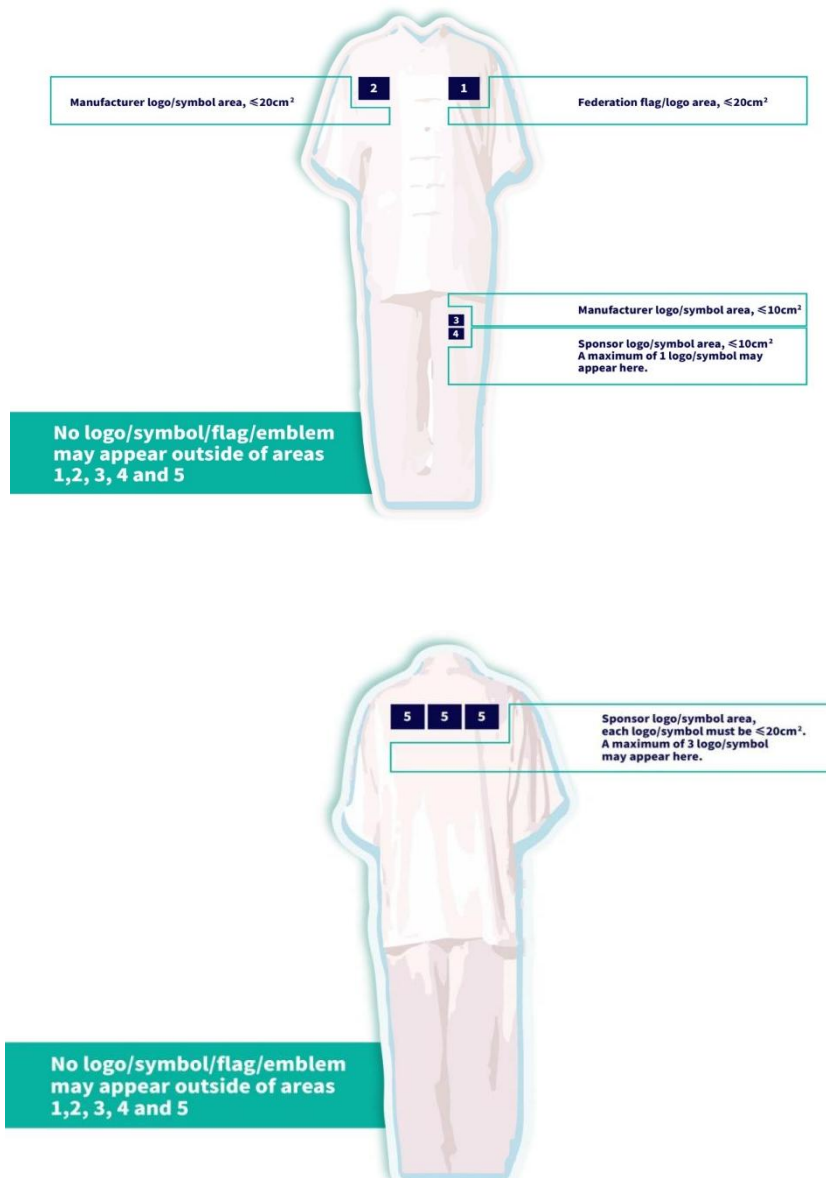 2
1
Manufacturer logo/symbol area, ⩽20cm²
Federation flag/logo area, ⩽20cm²
Manufacturer logo/symbol area, ⩽10cm²
3
4
Sponsor logo/symbol area, ⩽10cm²
A maximum of 1 logo/symbol may
appear here.
No logo/symbol/flag/emblem
may appear outside of areas
1,2, 3, 4 and 5
5 5 5
Sponsor logo/symbol area,
each logo/symbol must be ⩽20cm².
A maximum of 3 logo/symbol
may appear here.
No logo/symbol/flag/emblem
may appear outside of areas
1,2, 3, 4 and 5